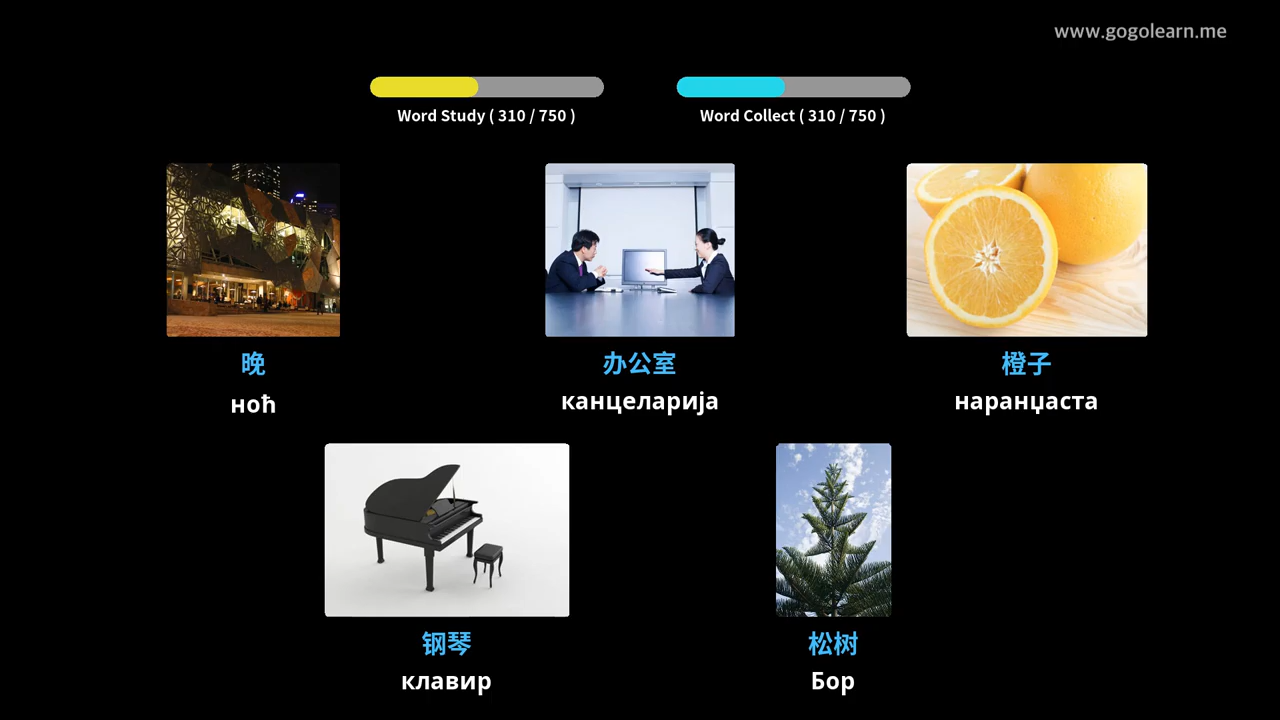 www.gogolearn.me
Word Study ( 310 / 750 )
Word Collect ( 310 / 750 )
晚
办公室
橙子
ноћ
канцеларија
наранџаста
钢琴
松树
клавир
Бор